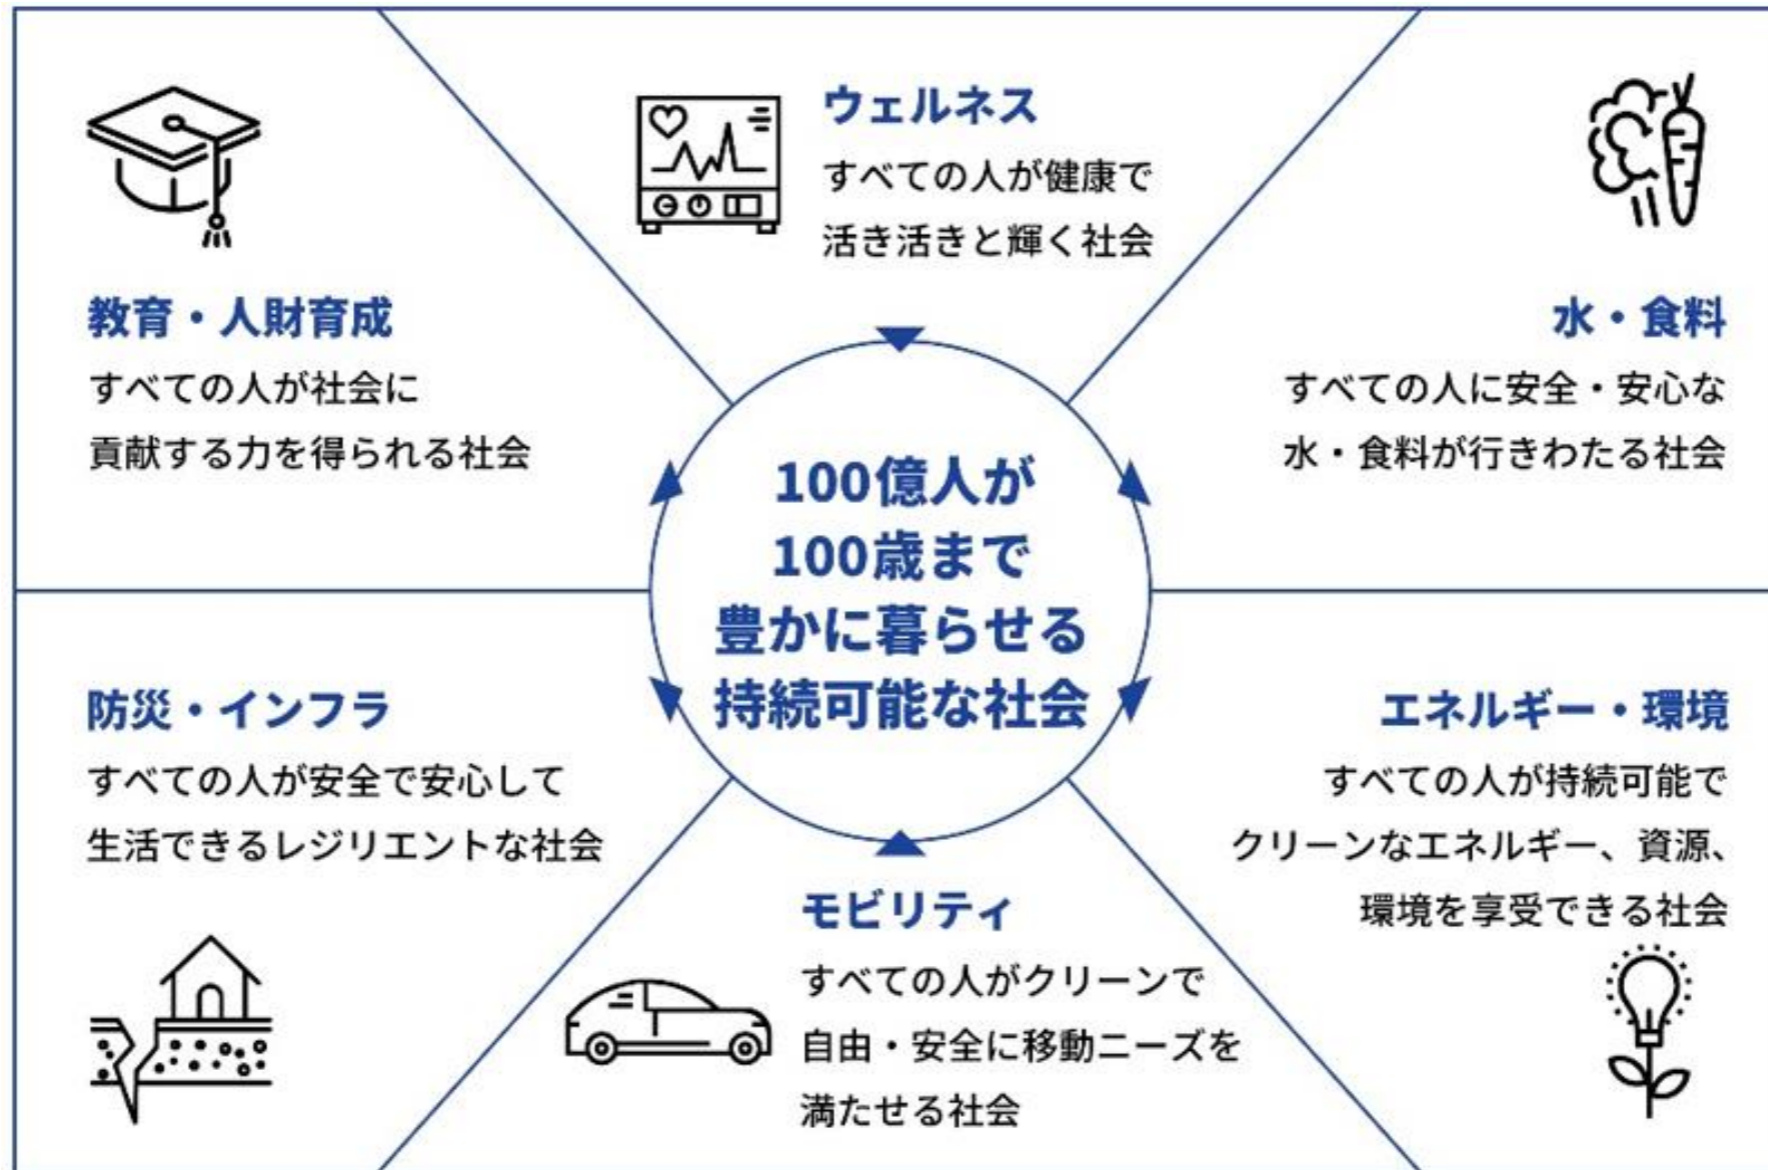 教育・人財育成
すべての人が社会に
貢献する力を得られる社会
ウェルネス
すべての人が健康で
活き活きと輝く社会
水・食料
すべての人に安全・安心な
水・食料が行きわたる社会
100億人が
100歳まで
豊かに暮らせる
持続可能な社会
防災・インフラ
すべての人が安全で安心して
生活できるレジリエントな社会
モビリティ
すべての人がクリーンで
自由・安全に移動ニーズを
満たせる社会
エネルギー・環境
すべての人が持続可能で
クリーンなエネルギー、資源、
環境を享受できる社会